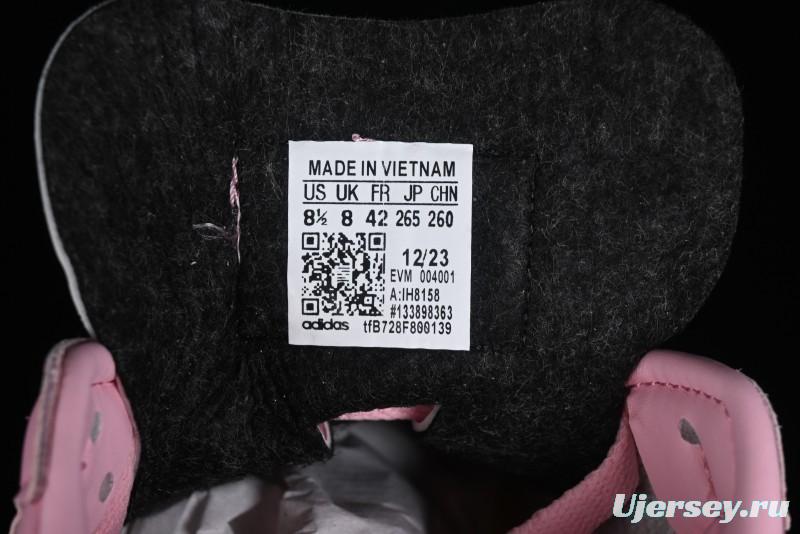 MADE IN VIETNAM
US UK FR JP CHN
8½ 8 42 265 260
12/23
EVM 004001
A:IH8158
#133898363
adidas tfB728F800139
Ujersey.ru